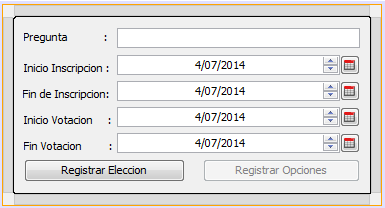 Pregunta :
Inicio Inscripcion : 4/07/2014
Fin de Inscripcion: 4/07/2014
Inicio Votacion : 4/07/2014
Fin Votacion : 4/07/2014
Registrar Eleccion Registrar Opciones